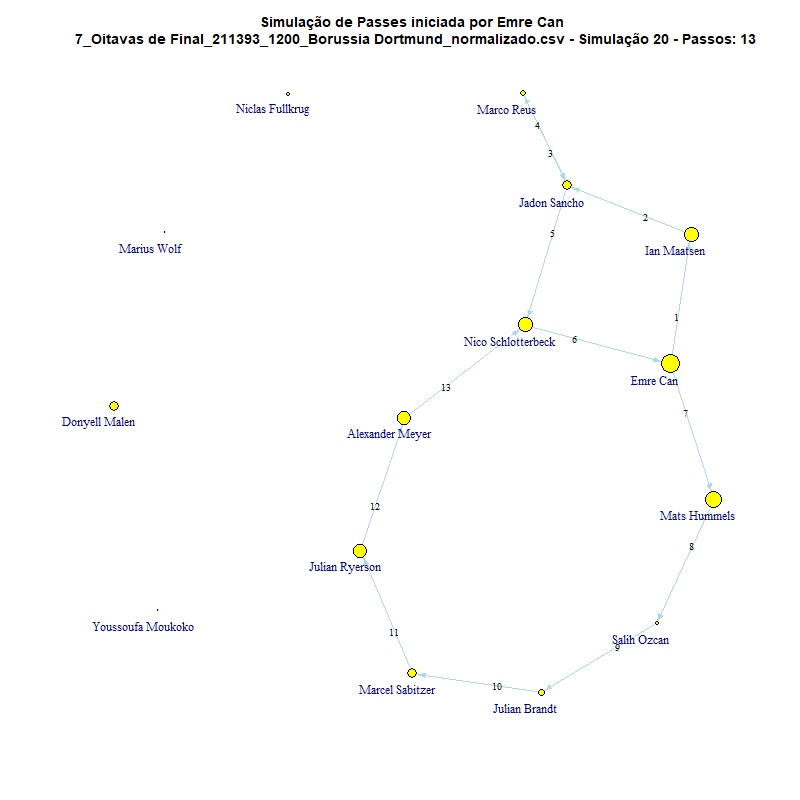 Simulação de Passes iniciada por Emre Can
7_Oitavas de Final_211393_1200_Borussia Dortmund_normalizado.csv - Simulação 20 - Passos: 13
Niclas Fullkrug
Marco Reus
4
3
Jadon Sancho
2
5
Marius Wolf
Ian Maatsen
1
Nico Schlotterbeck
6
Emre Can
13
7
Donyell Malen
Alexander Meyer
12
Mats Hummels
8
Julian Ryerson
Youssoufa Moukoko
11
Salih Ozcan
9
Marcel Sabitzer
10
Julian Brandt